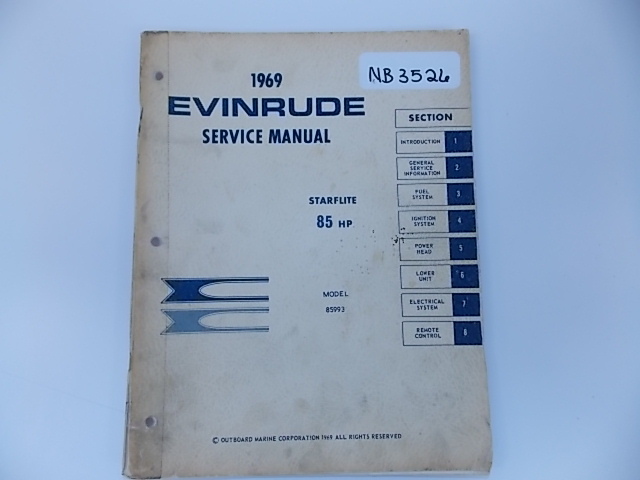 1969
NB3526
EVINRUDE
SERVICE MANUAL
SECTION
INTRODUCTION 1
GENERAL
SERVICE
INFORMATION 2
STARFLITE
85 HP
FUEL
SYSTEM 3
IGNITION
SYSTEM 4
POWER
HEAD 5
LOWER
UNIT 6
MODEL
85993
ELECTRICAL
SYSTEM 7
REMOTE
CONTROL 8
© OUTBOARD MARINE CORPORATION 1969 ALL RIGHTS RESERVED